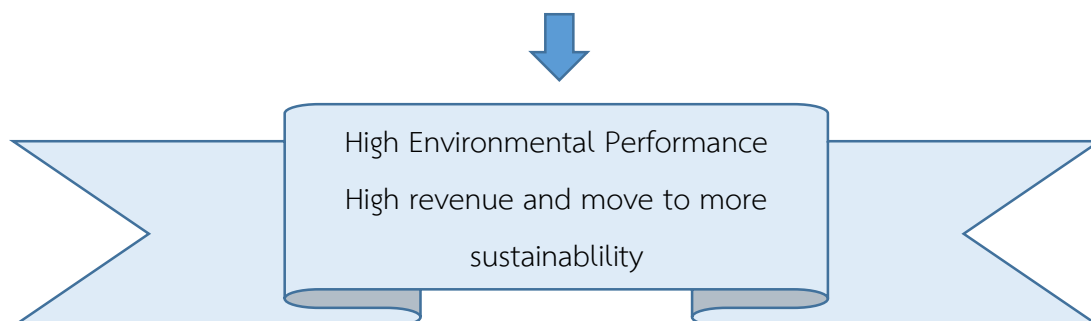 High Environmental Performance
High revenue and move to more
sustainablility